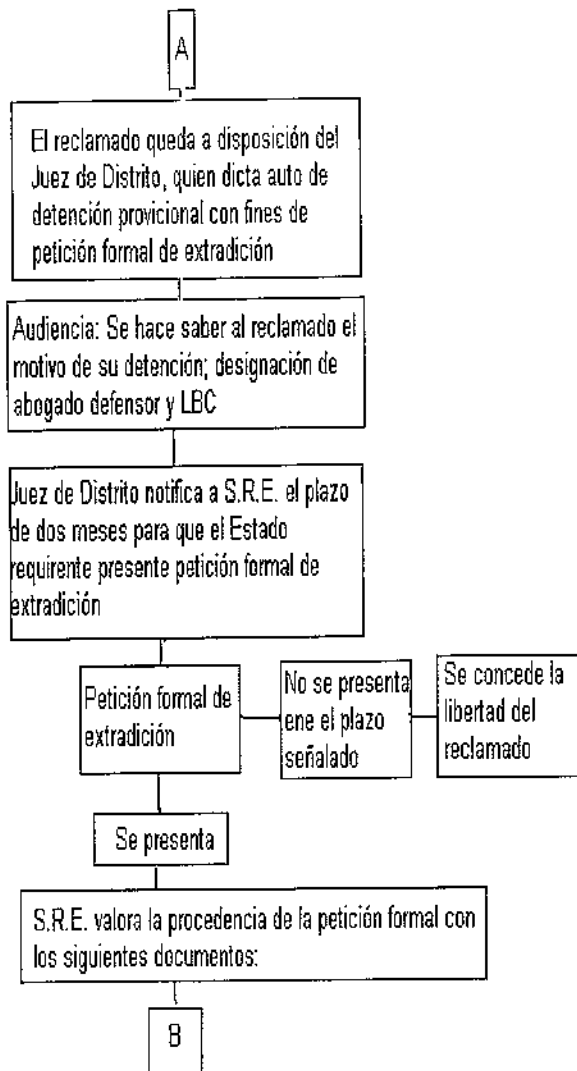 A
El reclamado queda a disposición del
Juez de Distrito, quien dicta auto de
detención provicional con fines de
petición formal de extradición
Audiencia: Se hace saber al reclamado el
motivo de su detención; designación de
abogado defensor y LBC
Juez de Distrito notifica a S.R.E. el plazo
de dos meses para que el Estado
requirente presente petición formal de
extradición
Petición formal de
extradición
No se presenta
ene el plazo
señalado
Se concede la
libertad del
reclamado
Se presenta
S.R.E. valora la procedencia de la petición formal con
los siguientes documentos:
B